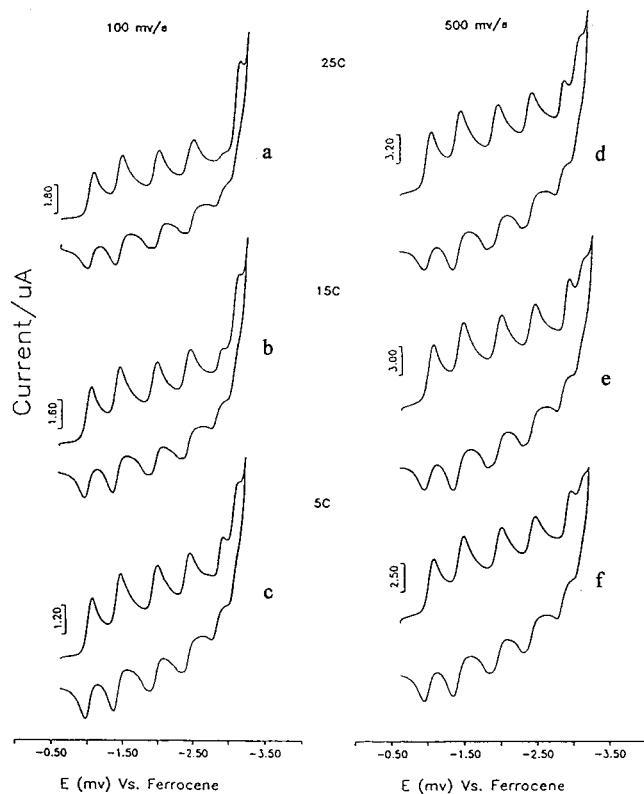 100 mv/s
500 mv/s
25C
a
d
1.80
3.20
Current/uA
15C
b
e
1.60
3.00
5C
c
f
1.20
2.50
-0.50 -1.50 -2.50 -3.50
-0.50 -1.50 -2.50 -3.50
E (mv) Vs. Ferrocene
E (mv) Vs. Ferrocene